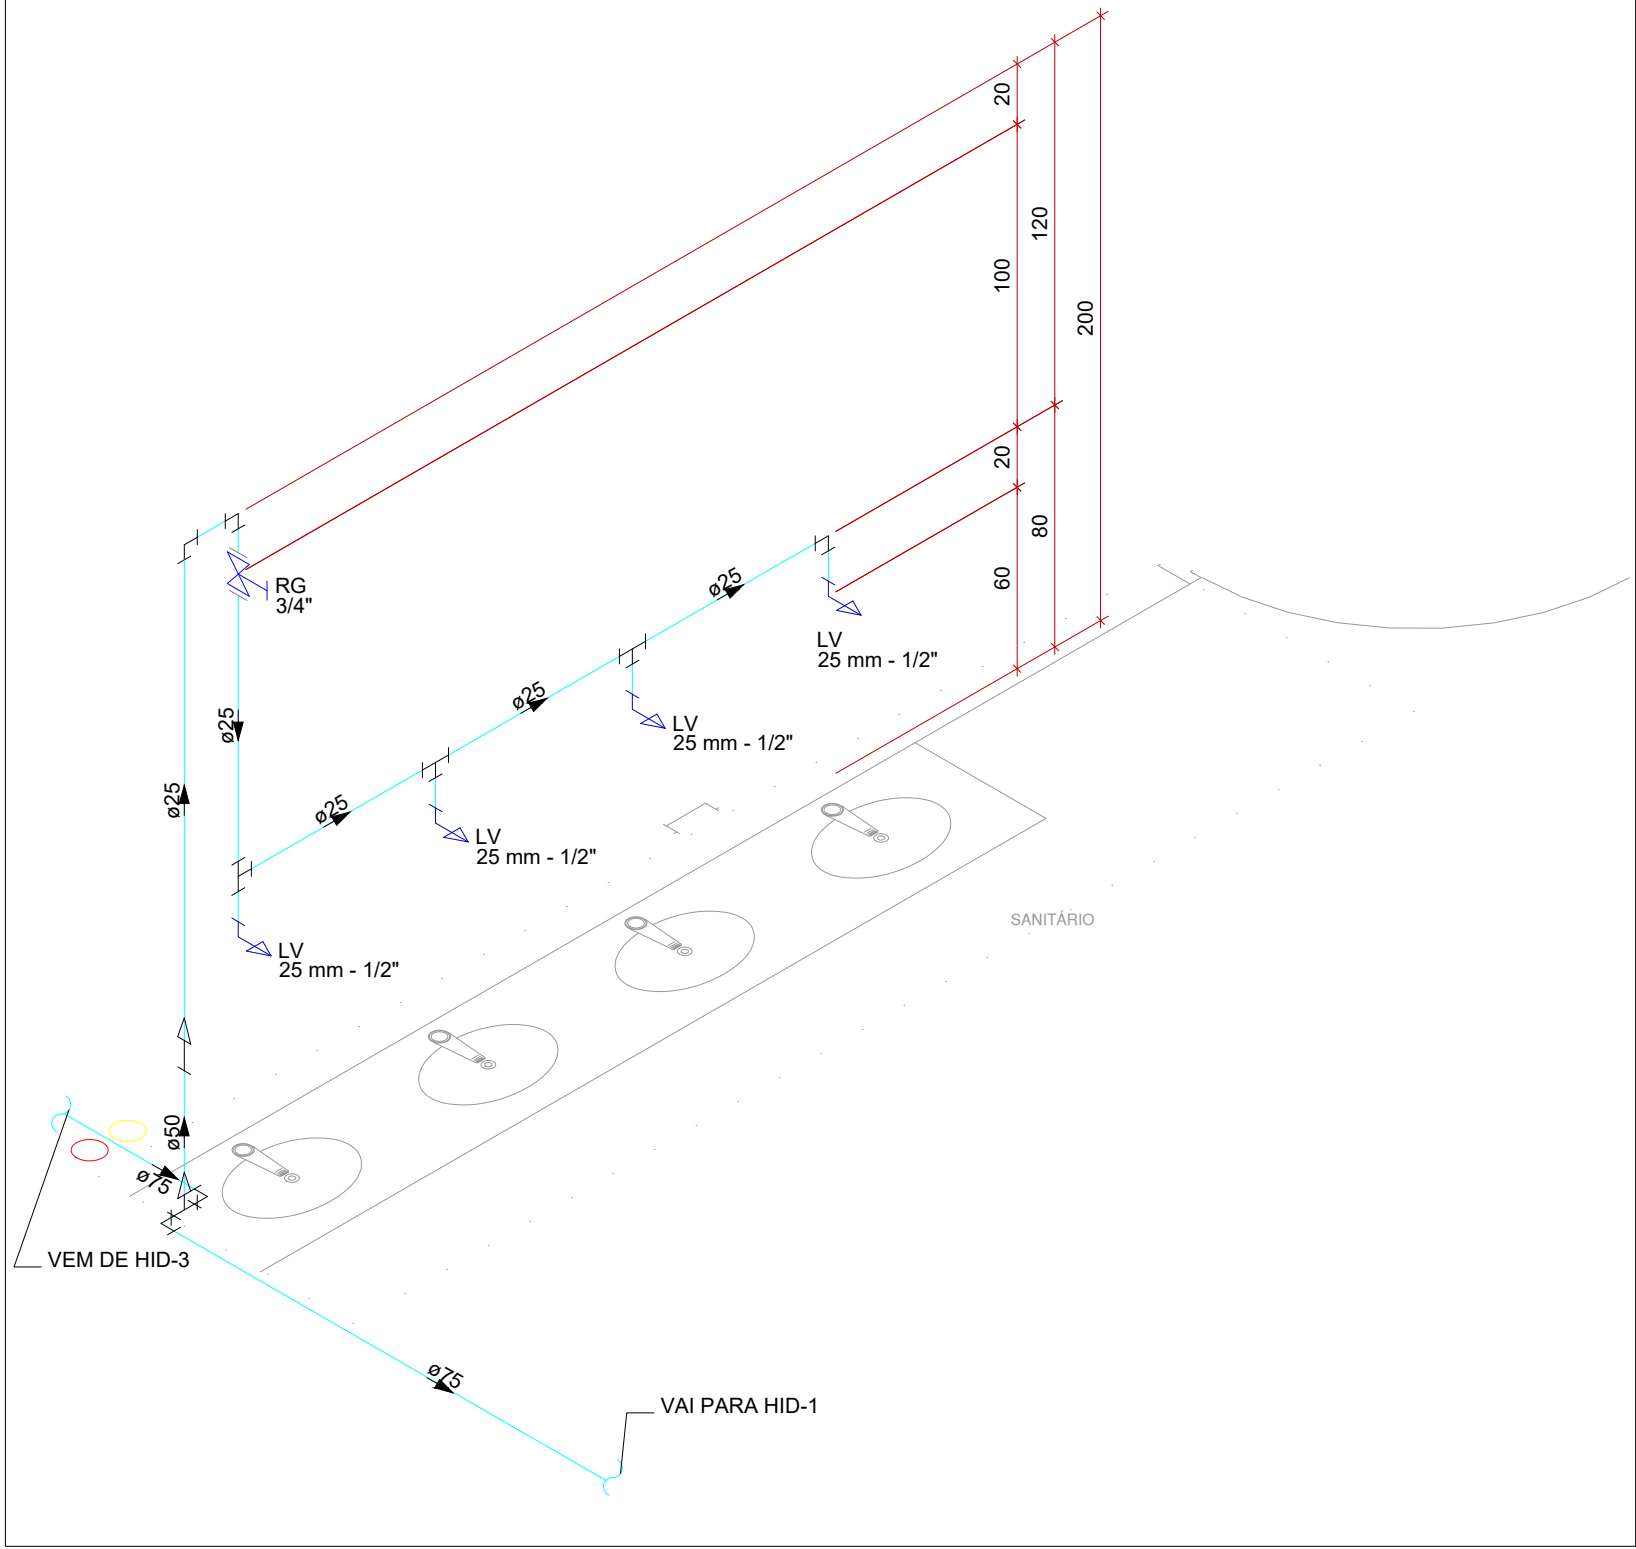 20
120
100
200
20
80
60
RG
3/4"
ø25
ø25
ø25
ø25
ø25
LV
25 mm - 1/2"
LV
25 mm - 1/2"
LV
25 mm - 1/2"
LV
25 mm - 1/2"
SANITÁRIO
ø50
ø75
VEM DE HID-3
ø75
VAI PARA HID-1